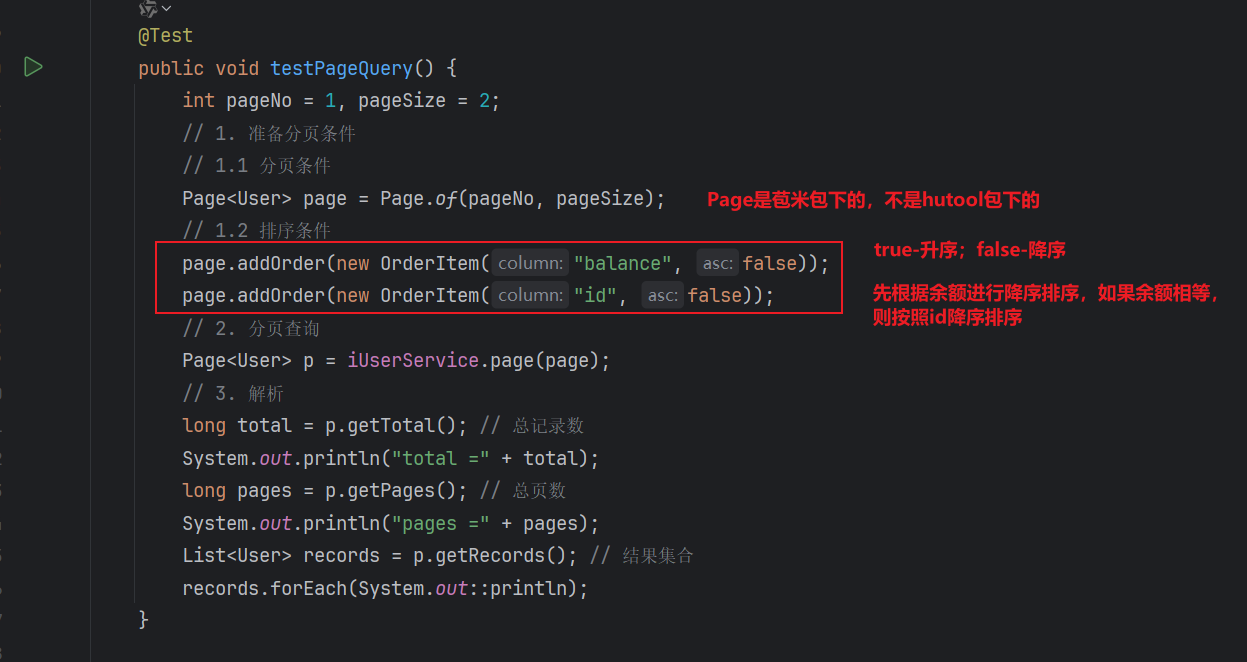 @Test
public void testPageQuery() {
int pageNo = 1, pageSize = 2;
// 1. 准备分页条件
// 1.1 分页条件
Page<User> page = Page.of(pageNo, pageSize);
Page是苞米包下的，不是hutool包下的
// 1.2 排序条件
true-升序；false-降序
page.addOrder(new OrderItem( column: "balance", asc: false));
page.addOrder(new OrderItem( column: "id", asc: false));
先根据余额进行降序排序，如果余额相等，
则按照id降序排序
// 2. 分页查询
Page<User> p = iUserService.page(page);
// 3. 解析
long total = p.getTotal(); // 总记录数
System.out.println("total =" + total);
long pages = p.getPages(); // 总页数
System.out.println("pages =" + pages);
List<User> records = p.getRecords(); // 结果集合
records.forEach(System.out::println);
}